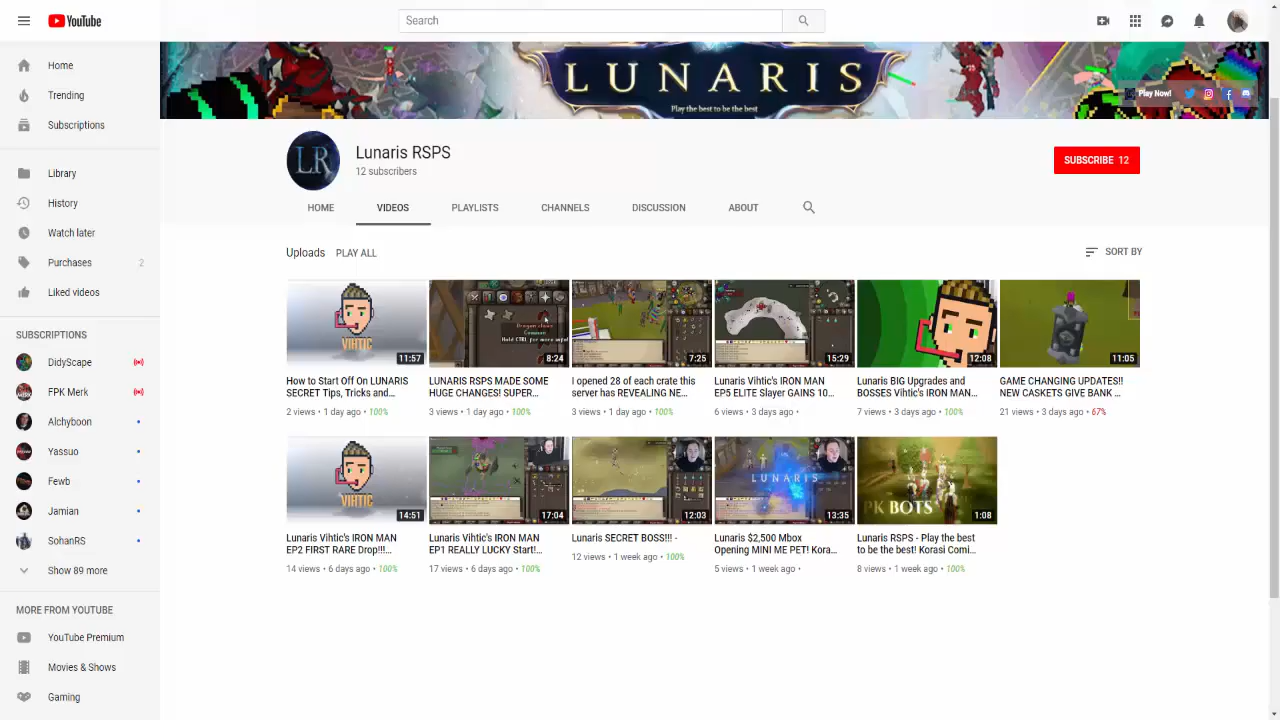 YouTube
Search
Home
Trending
Subscriptions
Library
History
Watch later
Purchases 2
Liked videos
SUBSCRIPTIONS
DidyScape
FPK Merk
Alchyboon
Yassuo
Fewb
Jamian
SohanRS
Show 89 more
MORE FROM YOUTUBE
YouTube Premium
Movies & Shows
Gaming
LUNARIS
Play the best to be the best
Play Now!
LR
Lunaris RSPS
12 subscribers
SUBSCRIBE 12
HOME VIDEOS PLAYLISTS CHANNELS DISCUSSION ABOUT
Uploads PLAY ALL SORT BY
VIHTIC
11:57
How to Start Off On LUNARIS
SECRET Tips, Tricks and...
2 views • 1 day ago • 100%
Dragon claws
Common
8:24
LUNARIS RSPS MADE SOME
HUGE CHANGES! SUPER...
3 views • 1 day ago • 100%
7:25
I opened 28 of each crate this
server has REVEALING NE...
3 views • 1 day ago • 100%
15:29
Lunaris Vihtic's IRON MAN
EP5 ELITE Slayer GAINS 10...
6 views • 3 days ago •
12:08
Lunaris BIG Upgrades and
BOSSES Vihtic's IRON MAN...
7 views • 3 days ago • 100%
11:05
GAME CHANGING UPDATES!!
NEW CASKETS GIVE BANK ...
21 views • 3 days ago • 67%
VIHTIC
14:51
Lunaris Vihtic's IRON MAN
EP2 FIRST RARE Drop!!!...
14 views • 6 days ago • 100%
17:04
Lunaris Vihtic's IRON MAN
EP1 REALLY LUCKY Start!...
17 views • 6 days ago • 100%
12:03
Lunaris SECRET BOSS!!! -
12 views • 1 week ago • 100%
LUNARIS
13:35
Lunaris $2,500 Mbox
Opening MINI ME PET! Kora...
5 views • 1 week ago •
PK BOTS
1:08
Lunaris RSPS - Play the best
to be the best! Korasi Comi...
8 views • 1 week ago • 100%